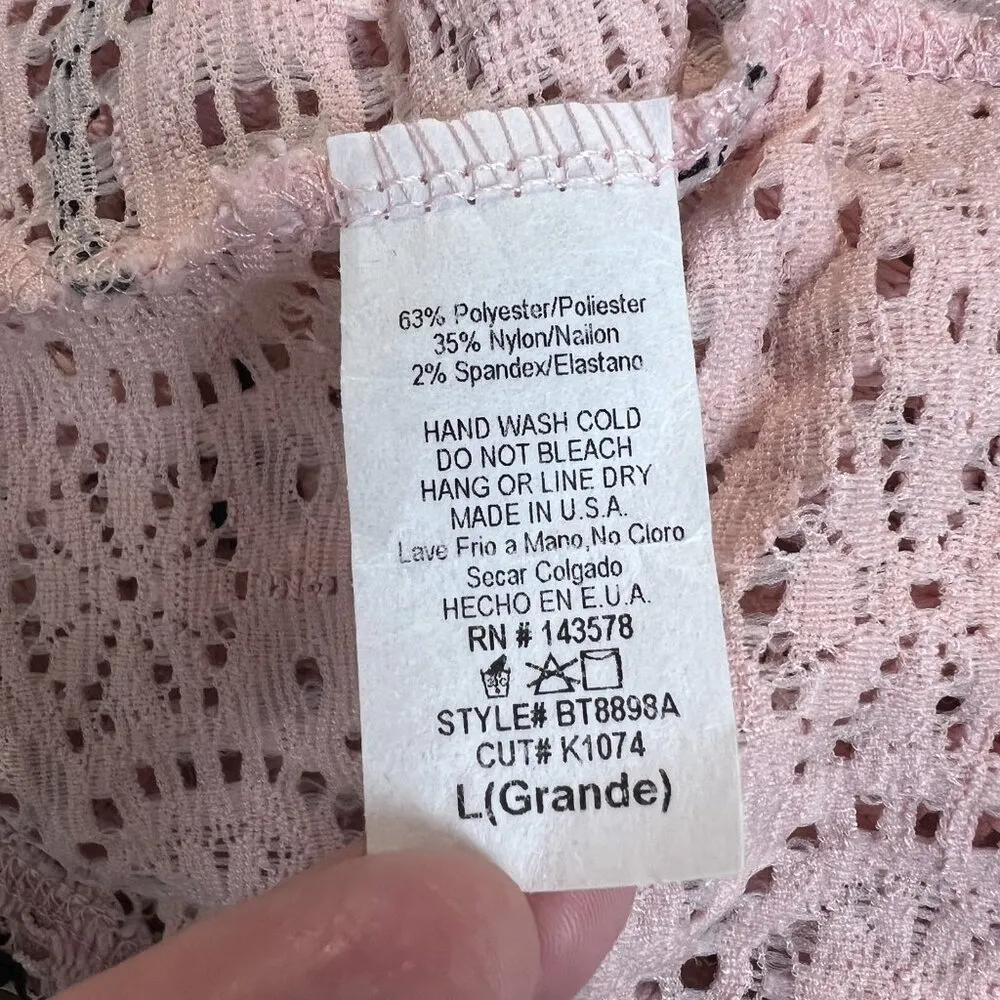 63% Polyester/Poliester
35% Nylon/Nailon
2% Spandex/Elastano
HAND WASH COLD
DO NOT BLEACH
HANG OR LINE DRY
MADE IN U.S.A.
Lave Frio a Mano,No Cloro
Secar Colgado
HECHO EN E.U.A.
RN # 143578
STYLE# BT8898A
CUT# K1074
L(Grande)